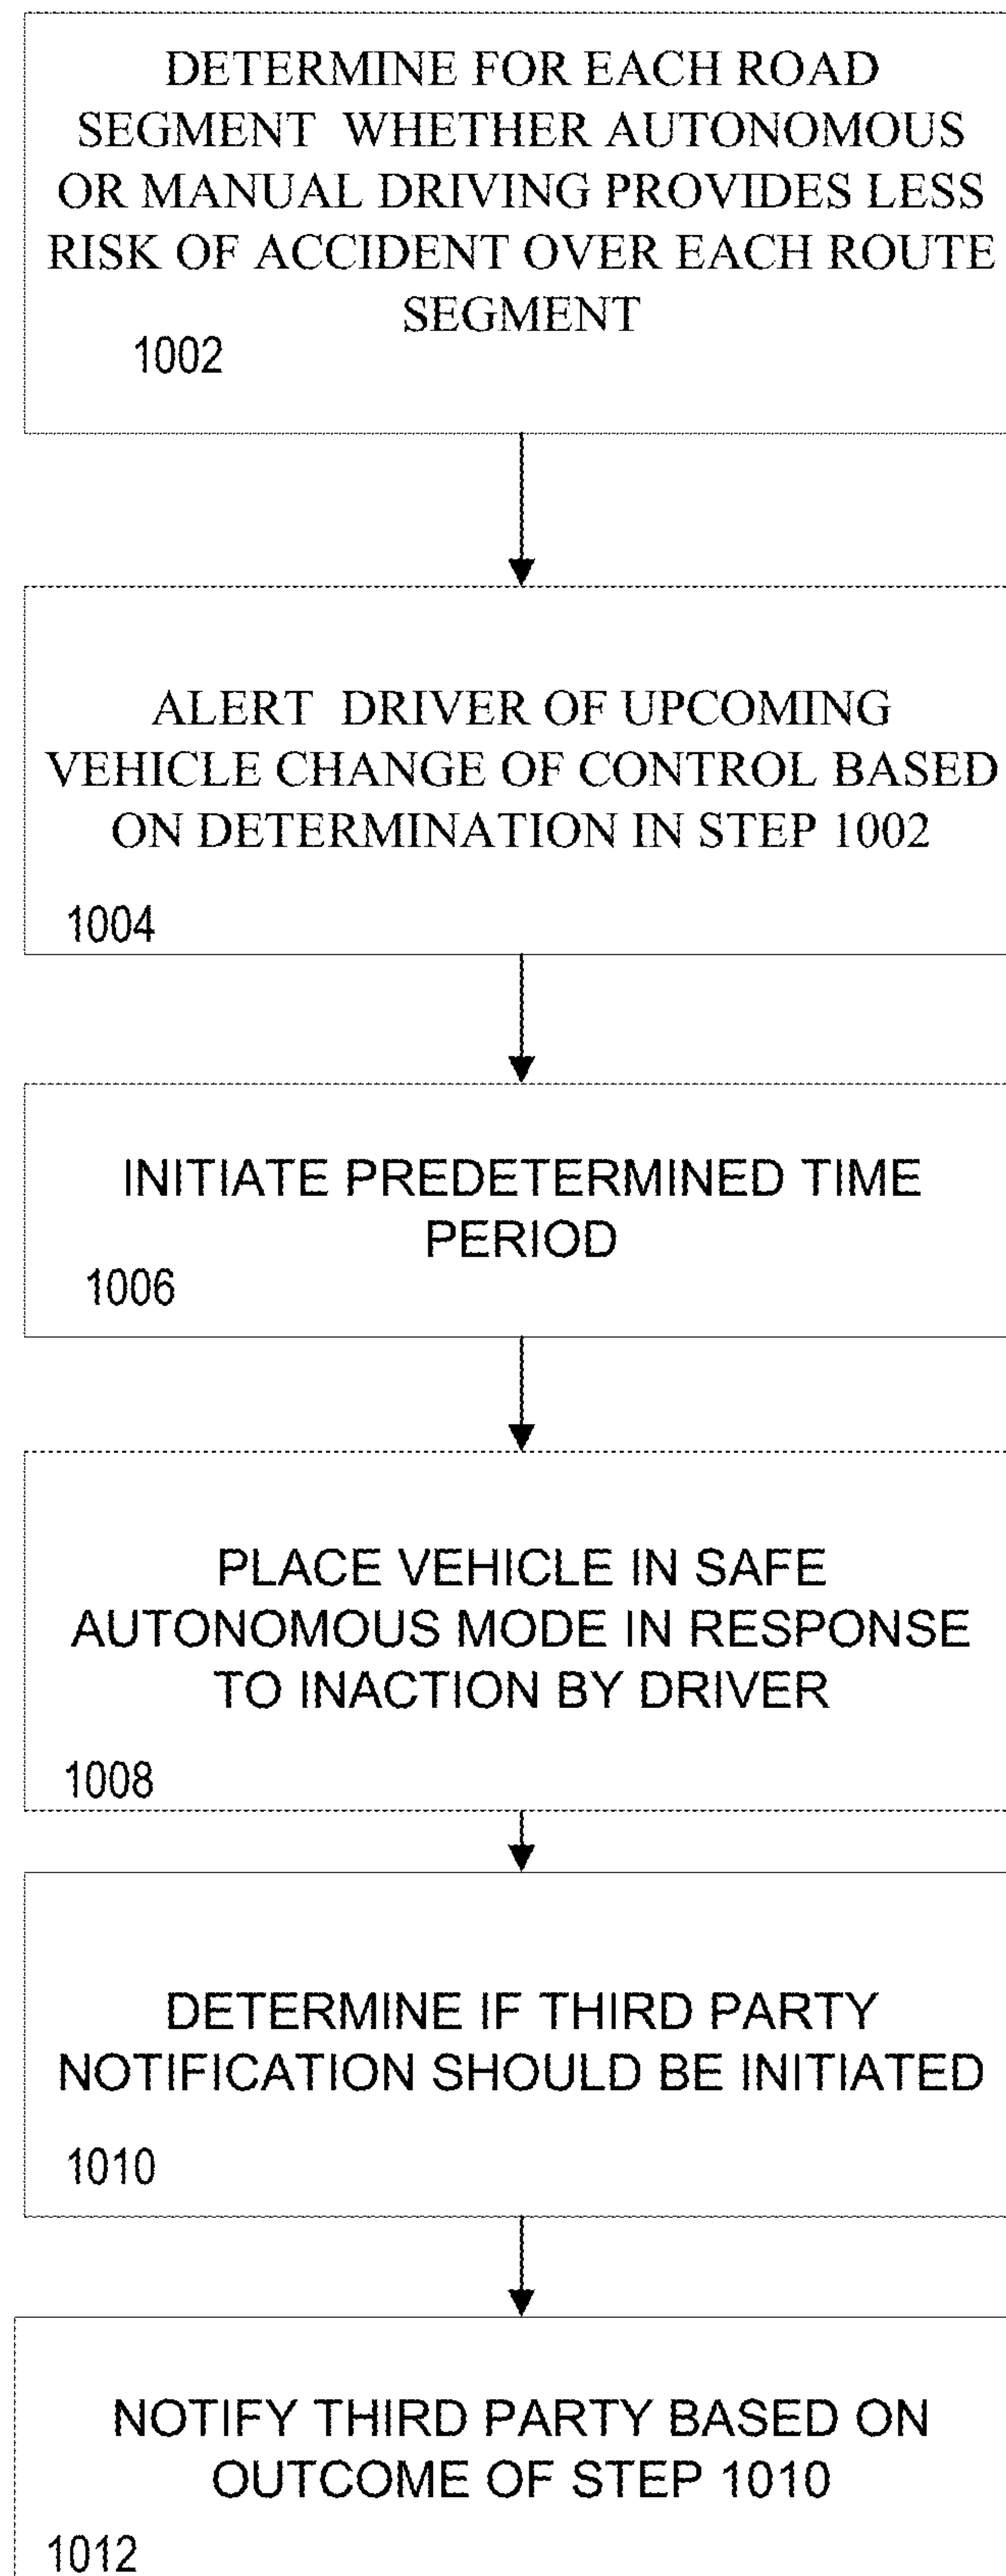 DETERMINE FOR EACH ROAD
SEGMENT WHETHER AUTONOMOUS
OR MANUAL DRIVING PROVIDES LESS
RISK OF ACCIDENT OVER EACH ROUTE
SEGMENT
1002
ALERT DRIVER OF UPCOMING
VEHICLE CHANGE OF CONTROL BASED
ON DETERMINATION IN STEP 1002
1004
INITIATE PREDETERMINED TIME
PERIOD
1006
PLACE VEHICLE IN SAFE
AUTONOMOUS MODE IN RESPONSE
TO INACTION BY DRIVER
1008
DETERMINE IF THIRD PARTY
NOTIFICATION SHOULD BE INITIATED
1010
NOTIFY THIRD PARTY BASED ON
OUTCOME OF STEP 1010
1012